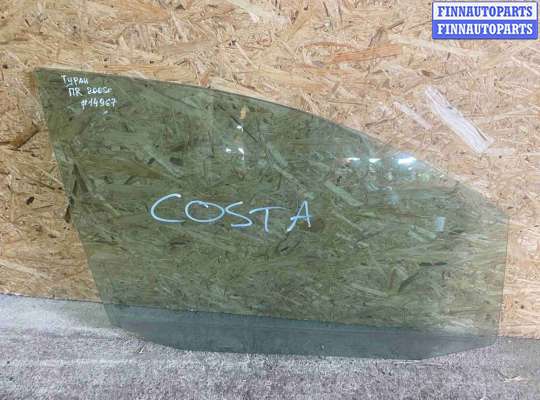 FINNAUTOPARTS
FINNAUTOPARTS
ТУРАН
ПР 2005г
#14967
COSTA